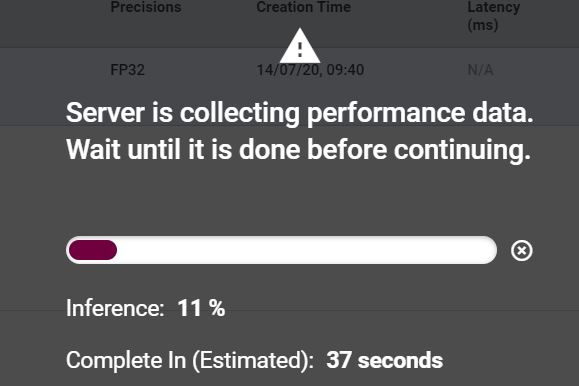 Precisions Creation Time Latency
(ms)
FP32 14/07/20, 09:40 N/A
Server is collecting performance data.
Wait until it is done before continuing.
Inference: 11 %
Complete In (Estimated): 37 seconds